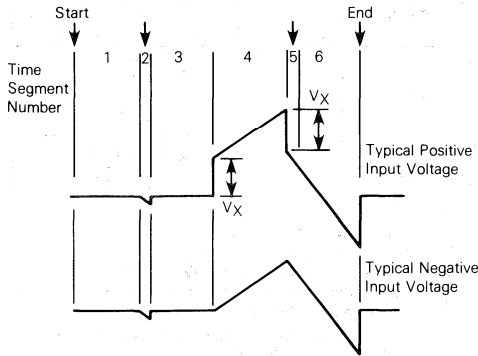 Start
End
Time
Segment
Number
1
2
3
4
5
6
VX
Typical Positive
Input Voltage
VX
Typical Negative
Input Voltage